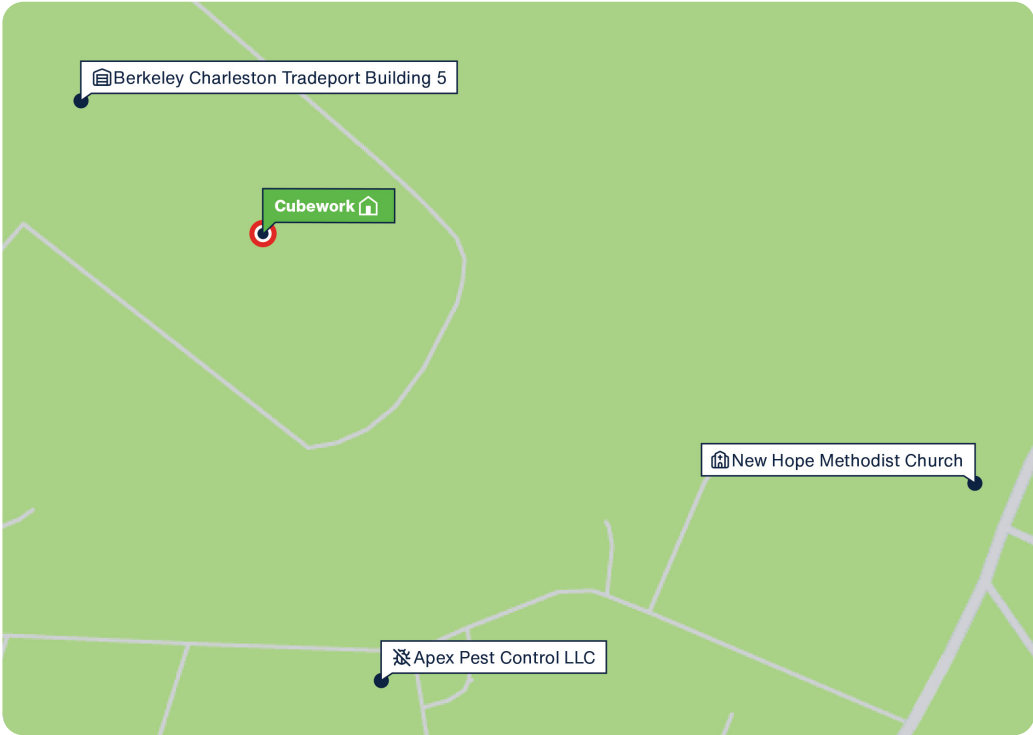 Berkeley Charleston Tradeport Building 5
Cubework
New Hope Methodist Church
Apex Pest Control LLC